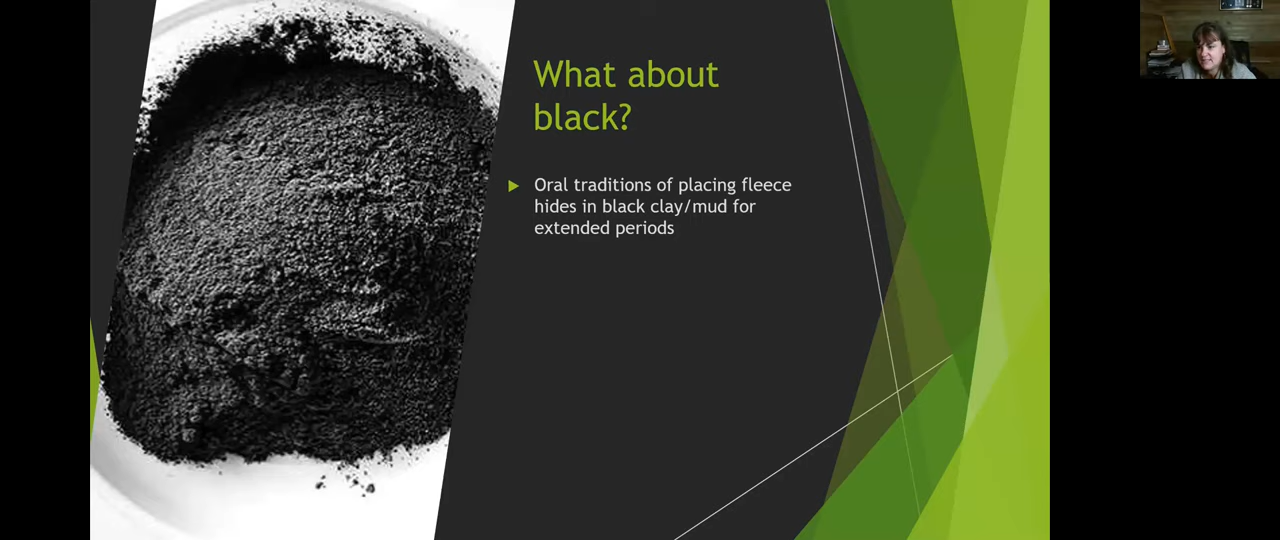 What about
black?
Oral traditions of placing fleece
hides in black clay/mud for
extended periods